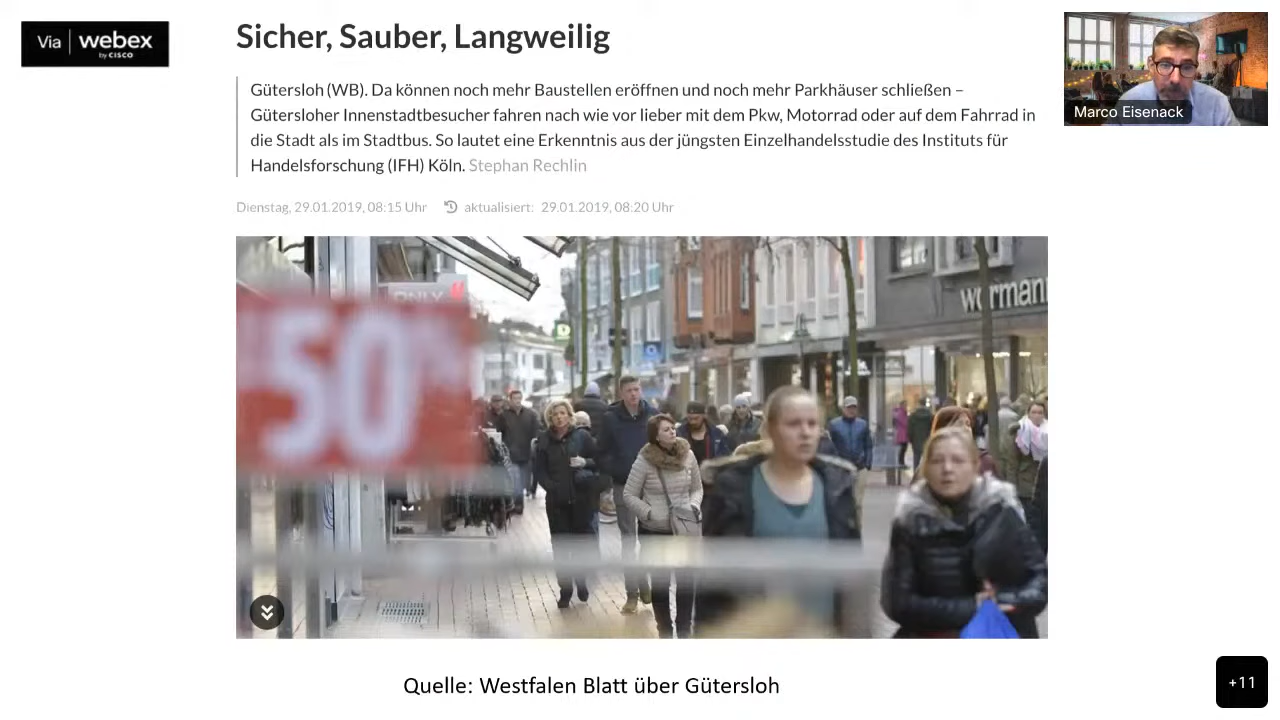 Via | webex
by CISCO
Sicher, Sauber, Langweilig
Gütersloh (WB). Da können noch mehr Baustellen eröffnen und noch mehr Parkhäuser schließen –
Gütersloher Innenstadtbesucher fahren nach wie vor lieber mit dem Pkw, Motorrad oder auf dem Fahrrad in
die Stadt als im Stadtbus. So lautet eine Erkenntnis aus der jüngsten Einzelhandelsstudie des Instituts für
Handelsforschung (IFH) Köln. Stephan Rechlin
Marco Eisenack
Dienstag, 29.01.2019, 08:15 Uhr aktualisiert: 29.01.2019, 08:20 Uhr
ONLY
wormann
50%
Quelle: Westfalen Blatt über Gütersloh
+11